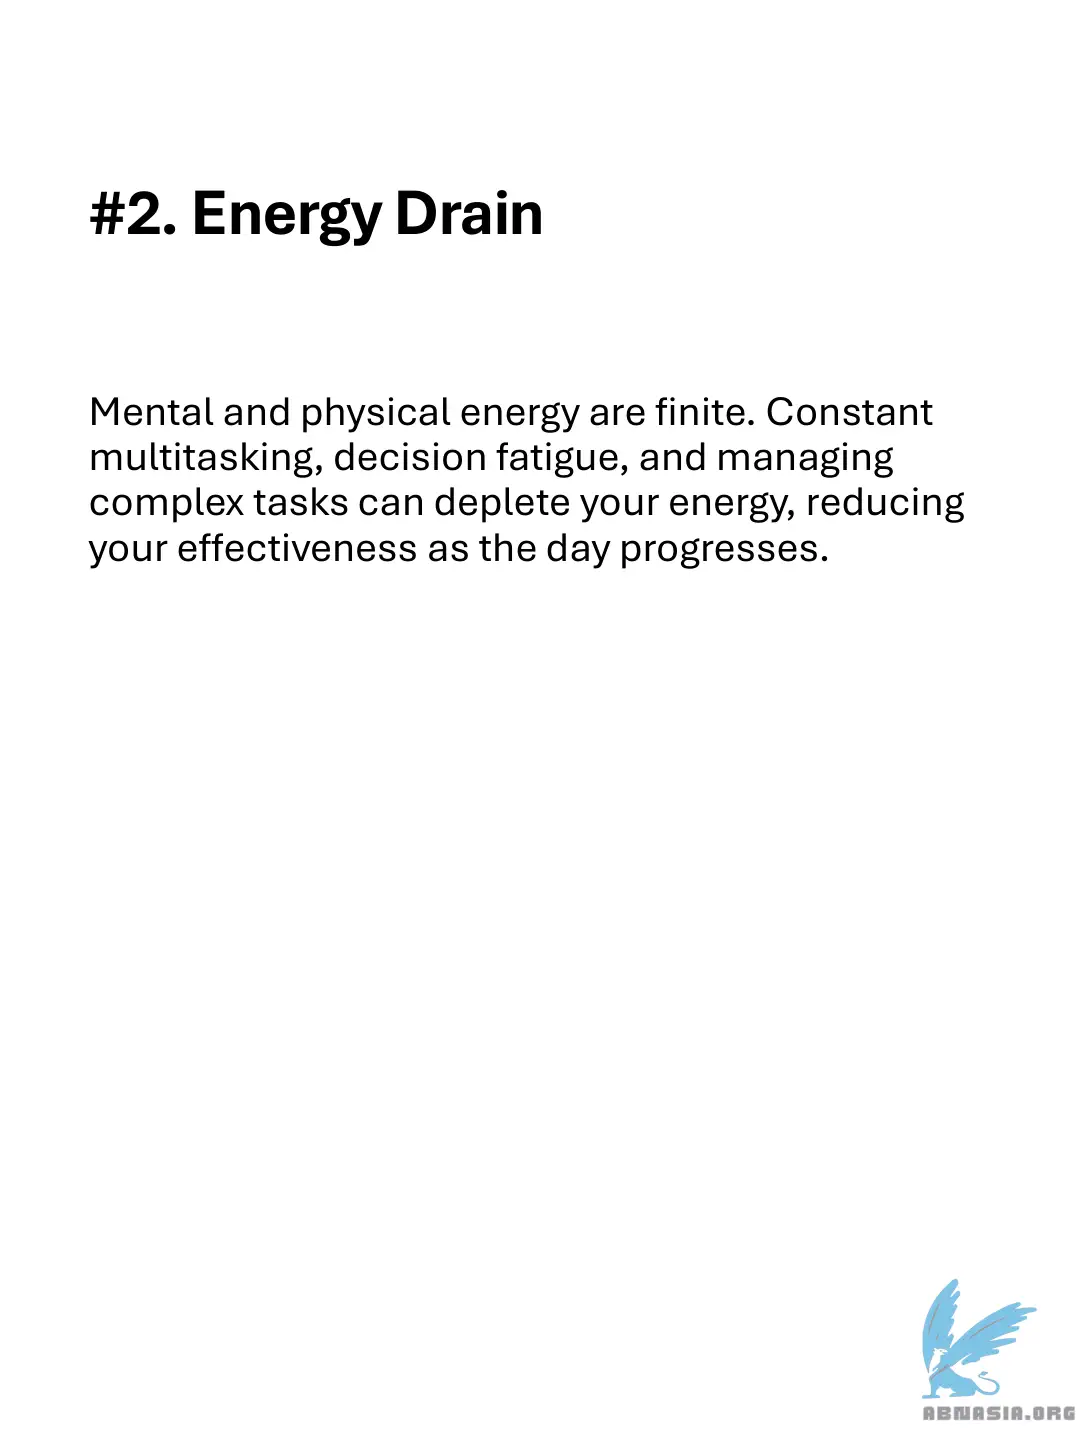 #2. Energy Drain
Mental and physical energy are finite. Constant
multitasking, decision fatigue, and managing
complex tasks can deplete your energy, reducing
your effectiveness as the day progresses.
ABNASIA.ORG